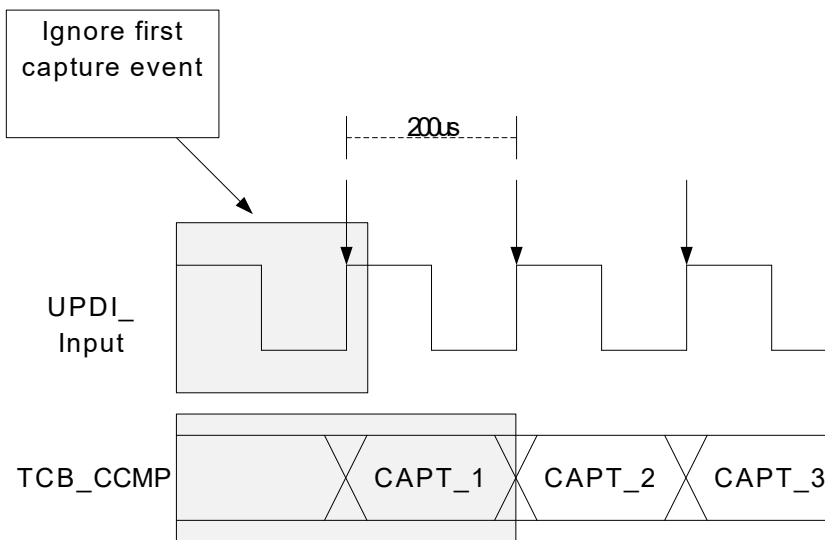 Ignore first
capture event
200us
UPDI_
Input
TCB_CCMP
CAPT_1
CAPT_2
CAPT_3